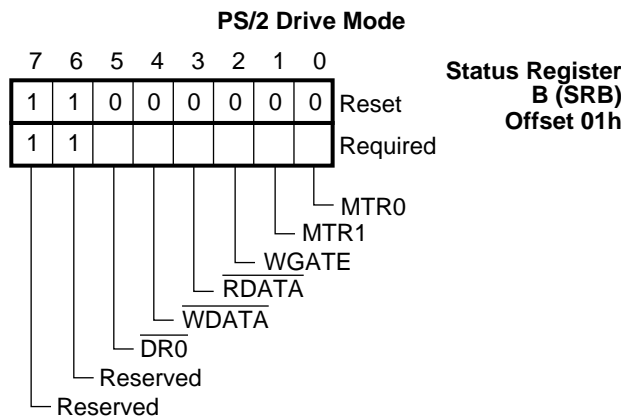 PS/2 Drive Mode
7 6 5 4 3 2 1 0
Status Register
B (SRB)
Offset 01h
1 1 0 0 0 0 0 0 Reset
1 1 Required
MTR0
MTR1
WGATE
RDATA
WDATA
DR0
Reserved
Reserved